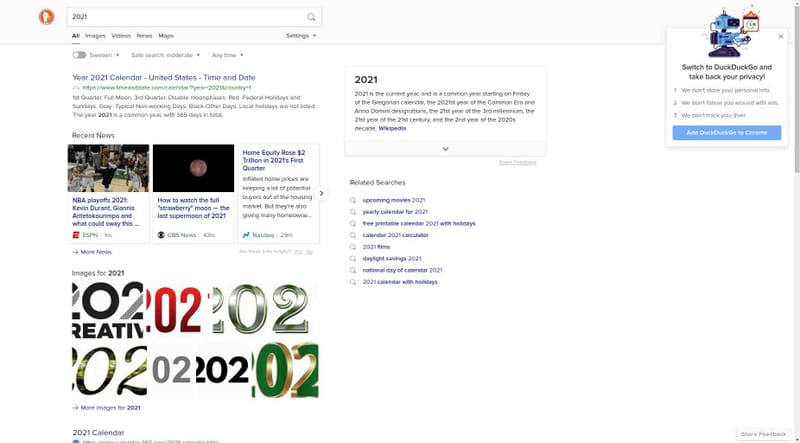 2021
All Images Videos News Maps Settings
Sweden Safe search: moderate Any time
Year 2021 Calendar - United States - Time and Date
https://www.timeanddate.com/calendar/?year=2021&country=1
1st Quarter. Full Moon. 3rd Quarter. Disable moonphases. Red -Federal Holidays and
Sundays. Gray -Typical Non-working Days. Black-Other Days. Local holidays are not listed.
The year 2021 is a common year, with 365 days in total.
Recent News
NBA playoffs 2021:
Kevin Durant, Giannis
Antetokounmpo and
what could sway this ...
ESPN
How to watch the full
"strawberry" moon — the
last supermoon of 2021
CBS News 43m
Home Equity Rose $2
Trillion in 2021's First
Quarter
Inflated home prices are
keeping a lot of potential
buyers out of the housing
market. But they're also
giving many homeowne...
Nasdaq 29m
More News
Are these links helpful? Yes No
Images for 2021
202
CREATIV
202
202
202
02
202
02
More Images for 2021
2021 Calendar
2021
2021 is the current year, and is a common year starting on Friday
of the Gregorian calendar, the 2021st year of the Common Era and
Anno Domini designations, the 21st year of the 3rd millennium, the
21st year of the 21st century, and the 2nd year of the 2020s
decade. Wikipedia
Share Feedback
Related Searches
upcoming movies 2021
yearly calendar for 2021
free printable calendar 2021 with holidays
calendar 2021 calculator
2021 films
daylight savings 2021
national day of calendar 2021
2021 calendar with holidays
Switch to DuckDuckGo and
take back your privacy!
1 We don't store your personal info.
2 We don't follow you around with ads.
3 We don't track you. Ever.
Add DuckDuckGo to Chrome
Share Feedback